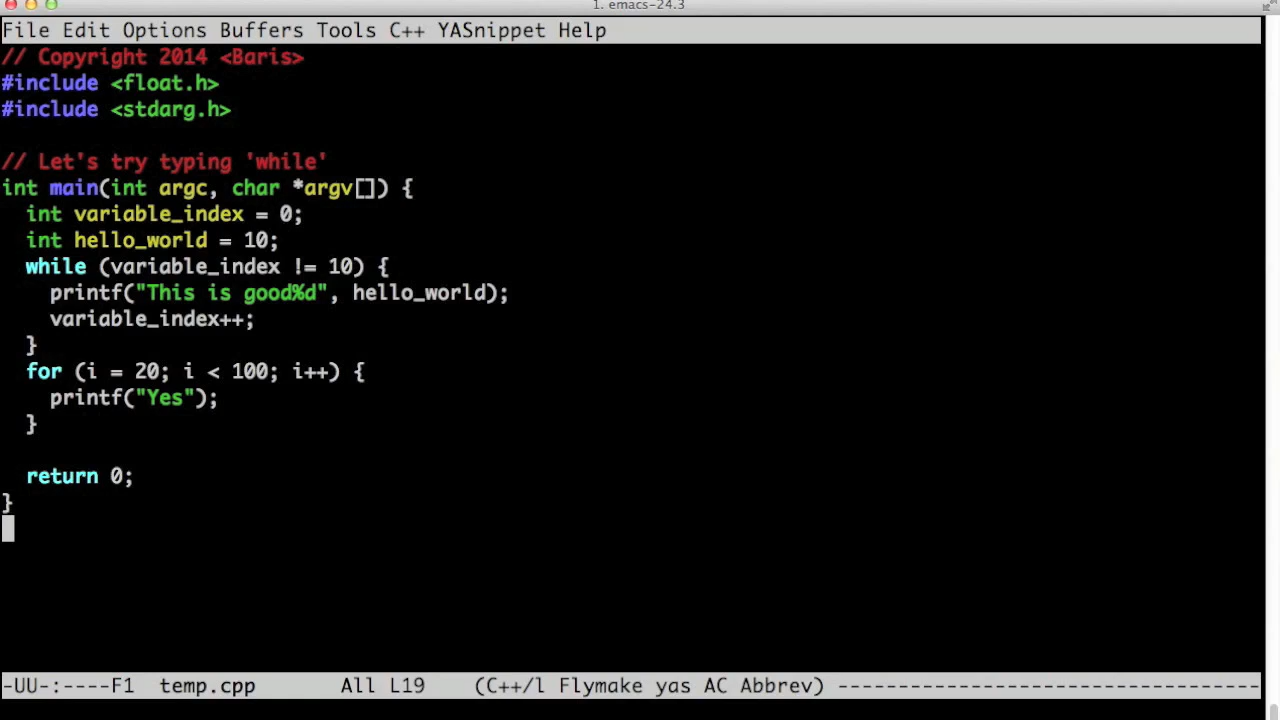 1. emacs-24.3
File Edit Options Buffers Tools C++ YASnippet Help
// Copyright 2014 <Baris>
#include <float.h>
#include <stdarg.h>

// Let's try typing 'while'
int main(int argc, char *argv[]) {
  int variable_index = 0;
  int hello_world = 10;
  while (variable_index != 10) {
    printf("This is good%d", hello_world);
    variable_index++;
  }
  for (i = 20; i < 100; i++) {
    printf("Yes");
  }

  return 0;
}
-UU-:----F1  temp.cpp       All L19    (C++/l Flymake yas AC Abbrev) -----------------------------------